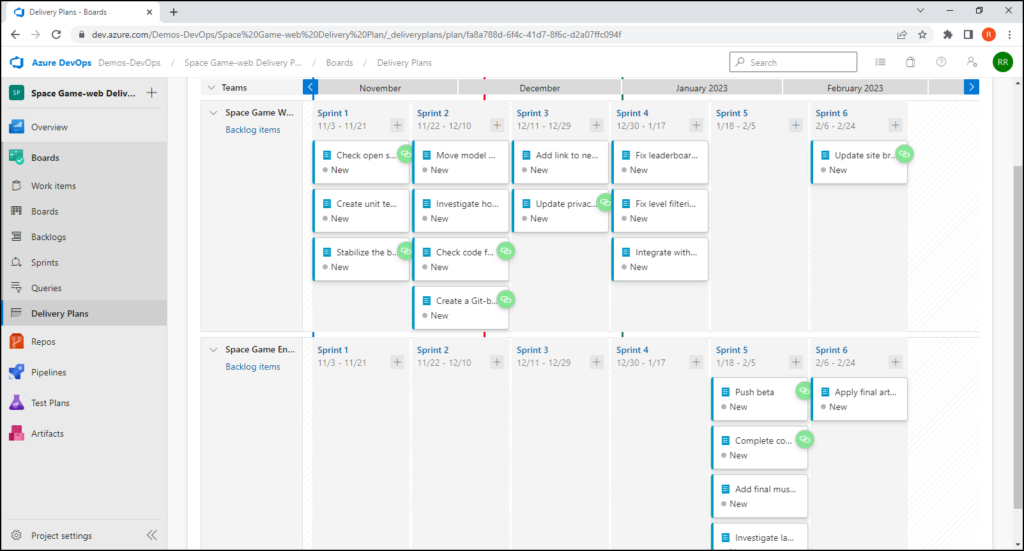 Delivery Plans - Boards
dev.azure.com/Demos-DevOps/Space%20Game-web%20Delivery%20Plan/_deliveryplans/plan/fa8a788d-6f4c-41d7-8f6c-d2a07ffc094f
R
Azure DevOps Demos-DevOps / Space Game-web Delivery P... / Boards / Delivery Plans
Search
RR
SP Space Game-web Deliv...
Overview
Boards
Work items
Boards
Backlogs
Sprints
Queries
Delivery Plans
Repos
Pipelines
Test Plans
Artifacts
Project settings
Teams
November December January 2023 February 2023
Space Game W...
Backlog items
Sprint 1 Sprint 2 Sprint 3 Sprint 4 Sprint 5 Sprint 6
11/3 - 11/21 11/22 - 12/10 12/11 - 12/29 12/30 - 1/17 1/18 - 2/5 2/6 - 2/24
Check open s... Move model ... Add link to ne... Fix leaderboar... Update site br...
New New New New New
Create unit te... Investigate ho... Update privac... Fix level filteri...
New New New New
Stabilize the b... Check code f... Integrate with...
New New New
Create a Git-b...
New
Space Game En...
Backlog items
Sprint 1 Sprint 2 Sprint 3 Sprint 4 Sprint 5 Sprint 6
11/3 - 11/21 11/22 - 12/10 12/11 - 12/29 12/30 - 1/17 1/18 - 2/5 2/6 - 2/24
Push beta Apply final art...
New New
Complete co...
New
Add final mus...
New
Investigate la...
New